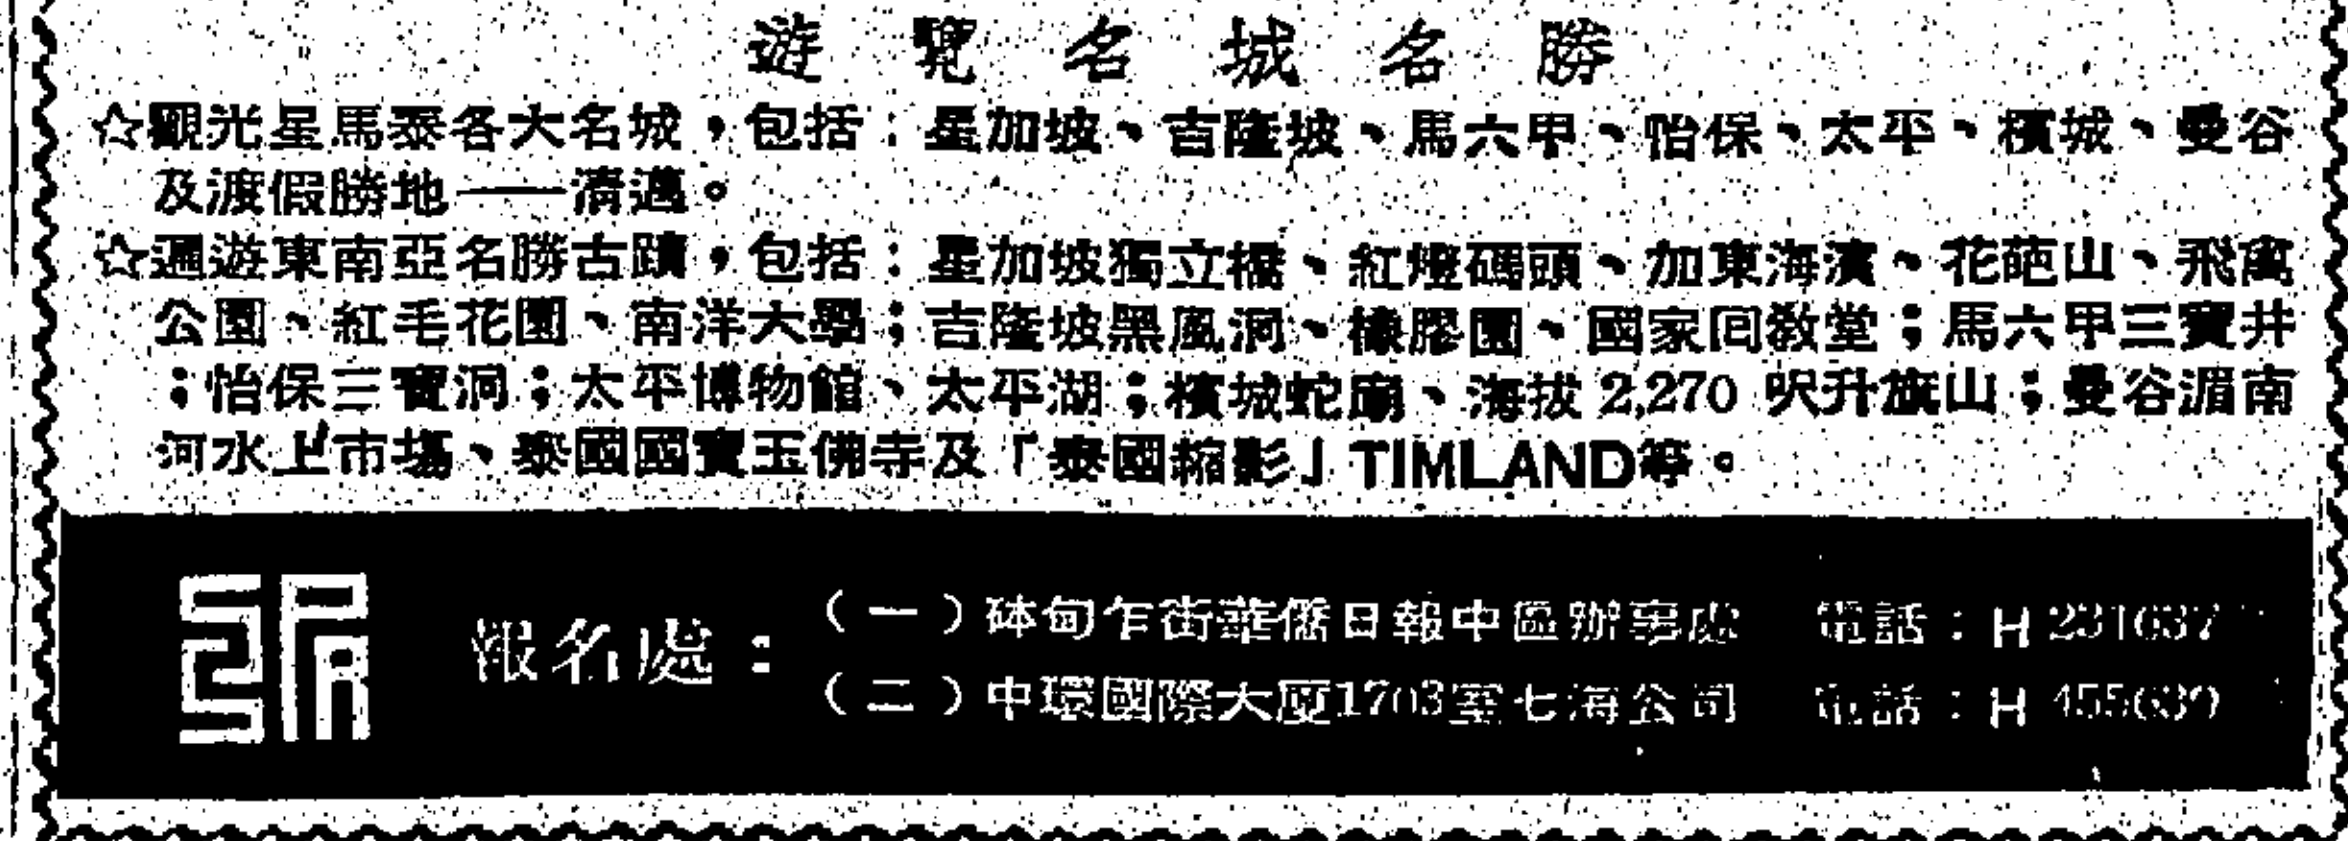 遊覽名城名勝
☆觀光星馬泰各大名城，包括：星加坡、吉隆坡、馬六甲、怡保、太平、檳城、曼谷
及渡假勝地——清邁。
☆遍遊東南亞名勝古蹟，包括：星加坡獨立橋、紅燈碼頭、加東海濱、花葩山、飛禽
公園、紅毛花園、南洋大學；吉隆坡黑風洞、橡膠園、國家回教堂；馬六甲三寶井
；怡保三寶洞；太平博物館、太平湖；檳城蛇廟、海拔2,270呎升旗山；曼谷湄南
河水上市場、泰國國寶玉佛寺及「泰國縮影」TIMLAND等。
報名處：
（一）砵甸乍街華僑日報中區辦事處 電話：H 231637
（二）中環國際大廈1703室七海公司 電話：H 455639